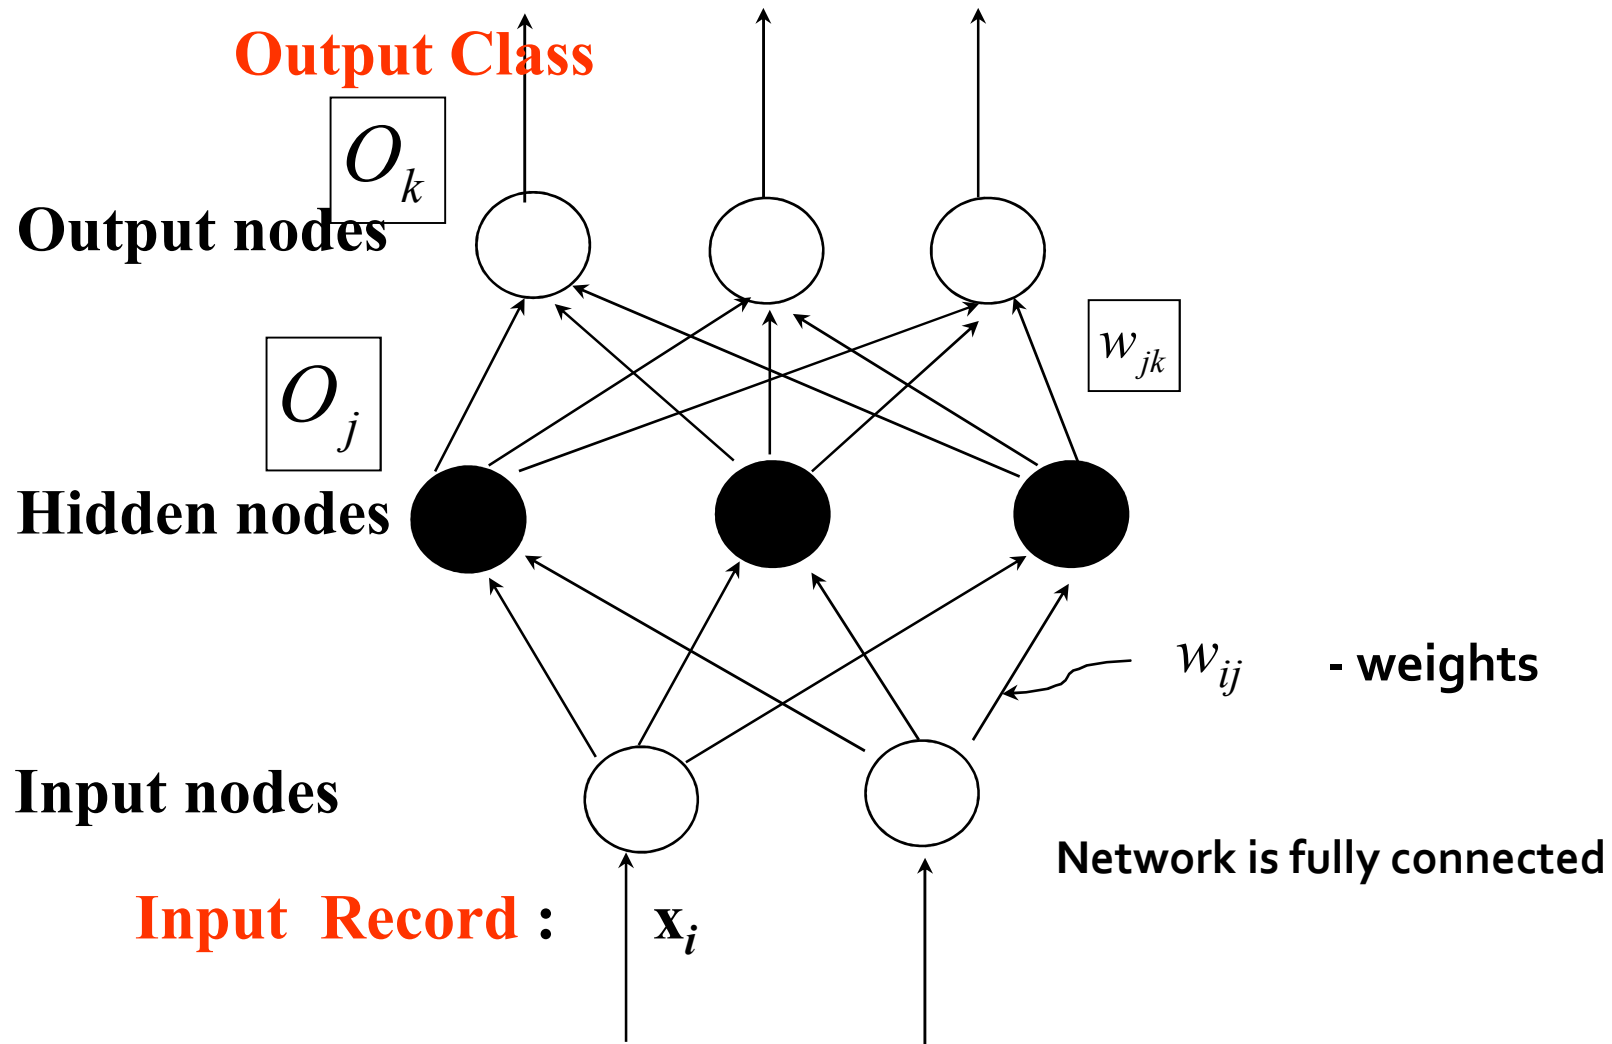 Output Class
O_k
Output nodes
w_jk
O_j
Hidden nodes
w_ij - weights
Input nodes
Network is fully connected
Input Record : x_i